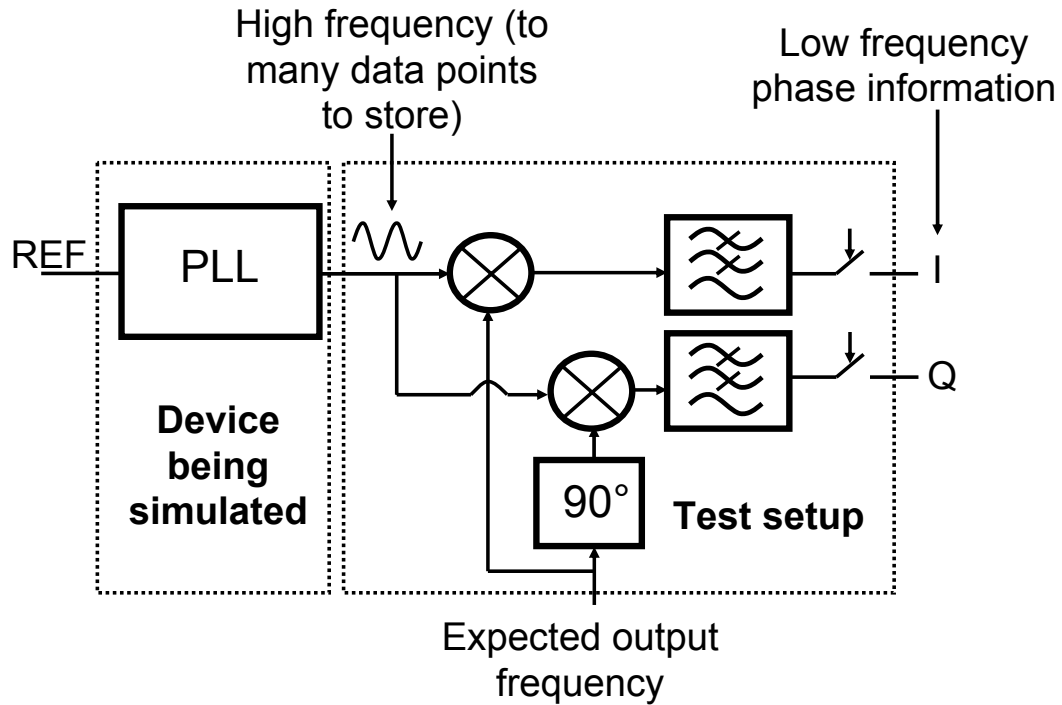 High frequency (to
many data points
to store)
Low frequency
phase information
REF
PLL
I
Q
Device
being
simulated
90°
Test setup
Expected output
frequency